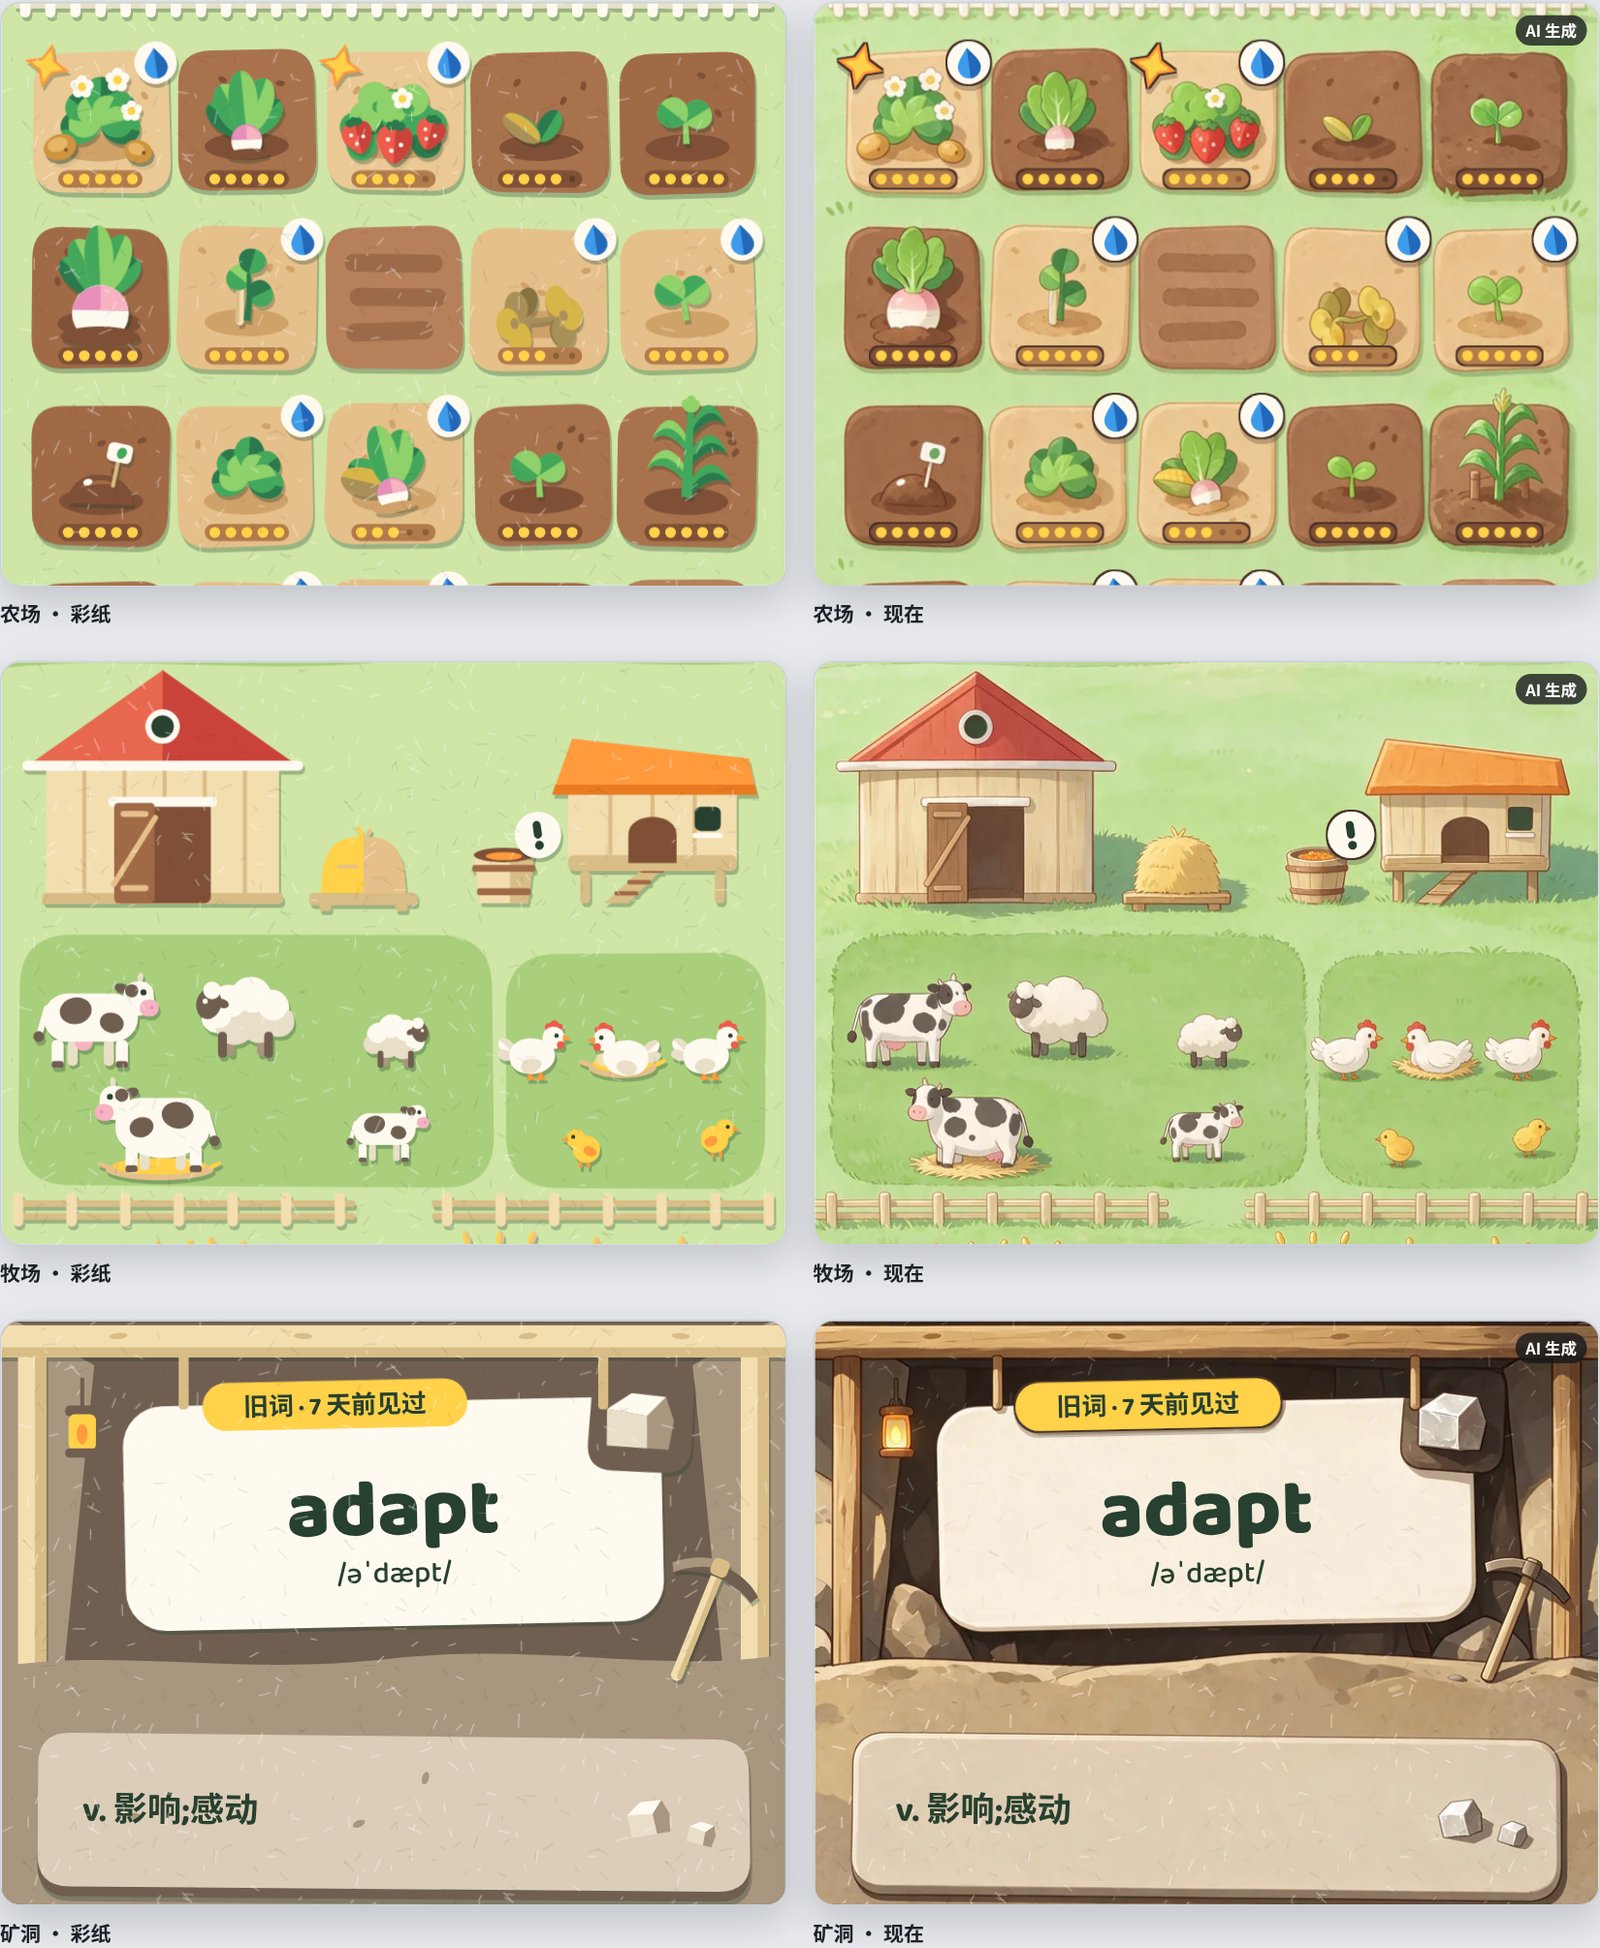 AI 生成
农场 · 彩纸
农场 · 现在
!
!
AI 生成
牧场 · 彩纸
牧场 · 现在
旧词 · 7 天前见过
adapt
/əˈdæpt/
v. 影响;感动
AI 生成
旧词 · 7 天前见过
adapt
/əˈdæpt/
v. 影响;感动
矿洞 · 彩纸
矿洞 · 现在